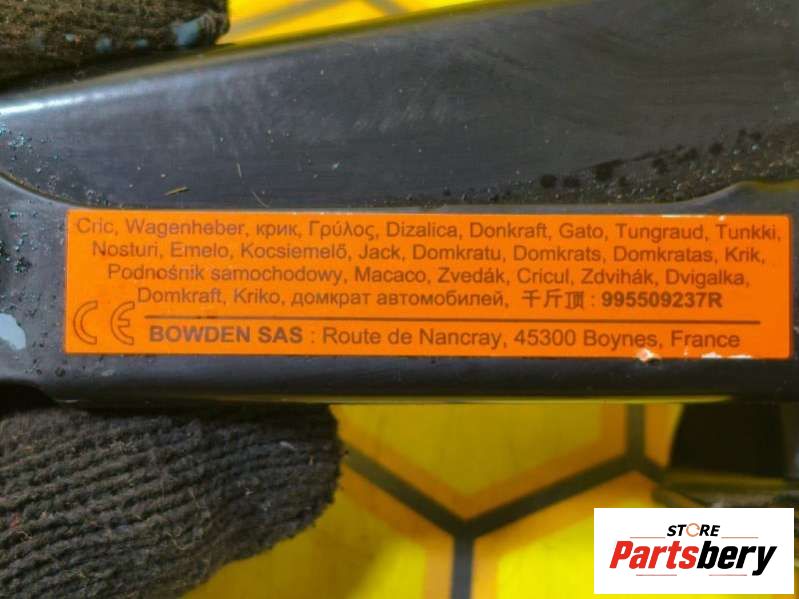 Cric, Wagenheber, крик, Γρύλος, Dizalica, Donkraft, Gato, Tungraud, Tunkki,
Nosturi, Emelo, Kocsiemelő, Jack, Domkratu, Domkrats, Domkratas, Krik,
Podnośnik samochodowy, Macaco, Zvedák, Cricul, Zdvihák, Dvigalka,
Domkraft, Kriko, домкрат автомобилей, 千斤顶 : 995509237R
CE
BOWDEN SAS : Route de Nancray, 45300 Boynes, France
STORE
Partsbery